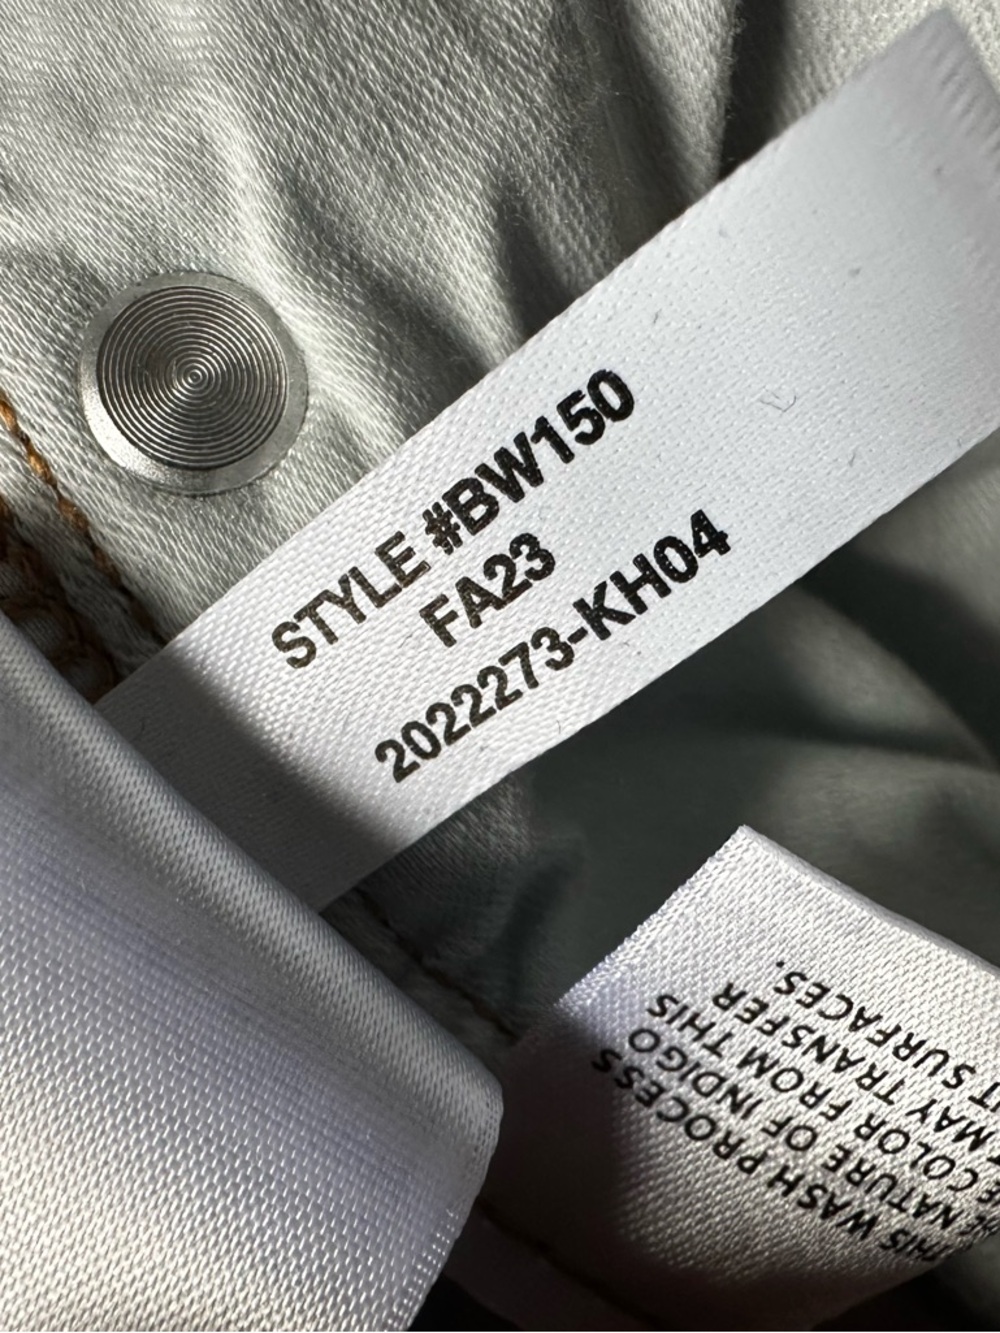 STYLE #BW150
FA23
2022273-KH04
THIS WASH PROCESS
NATURE OF INDIGO
COLOR FROM THIS
MAY TRANSFER
SURFACES.